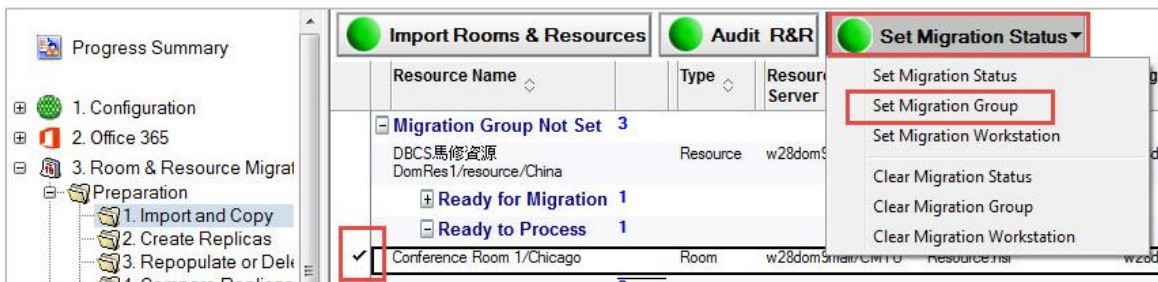 Progress Summary
1. Configuration
2. Office 365
3. Room & Resource Migrat
Preparation
1. Import and Copy
2. Create Replicas
3. Repopulate or Dele
Import Rooms & Resources
Audit R&R
Set Migration Status
Resource Name
Type
Resour
Server
Migration Group Not Set 3
DBCS馬修資源
DomRes1/resource/China
Resource
w28domS
Ready for Migration 1
Ready to Process 1
Conference Room 1/Chicago
Room
Set Migration Status
Set Migration Group
Set Migration Workstation
Clear Migration Status
Clear Migration Group
Clear Migration Workstation